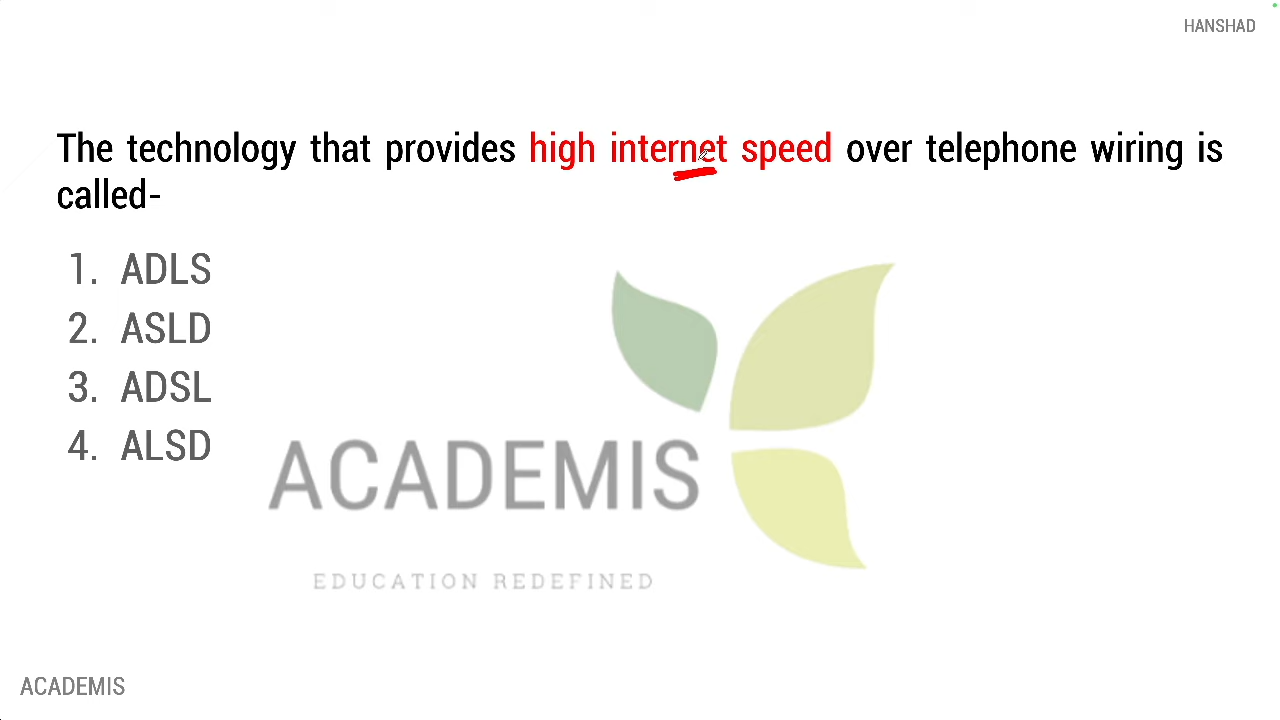 HANSHAD
The technology that provides high internet speed over telephone wiring is
called-
1. ADLS
2. ASLD
3. ADSL
4. ALSD
ACADEMIS
EDUCATION REDEFINED
ACADEMIS